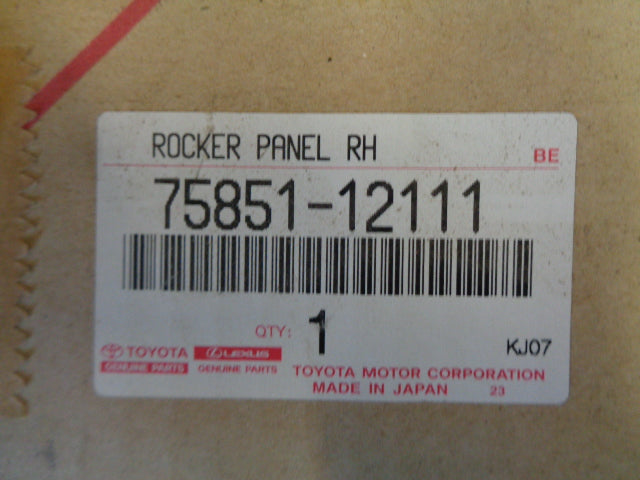 ROCKER PANEL RH
BE
75851-12111
QTY: 1
KJ07
TOYOTA LEXUS
GENUINE PARTS GENUINE PARTS
TOYOTA MOTOR CORPORATION
MADE IN JAPAN 23